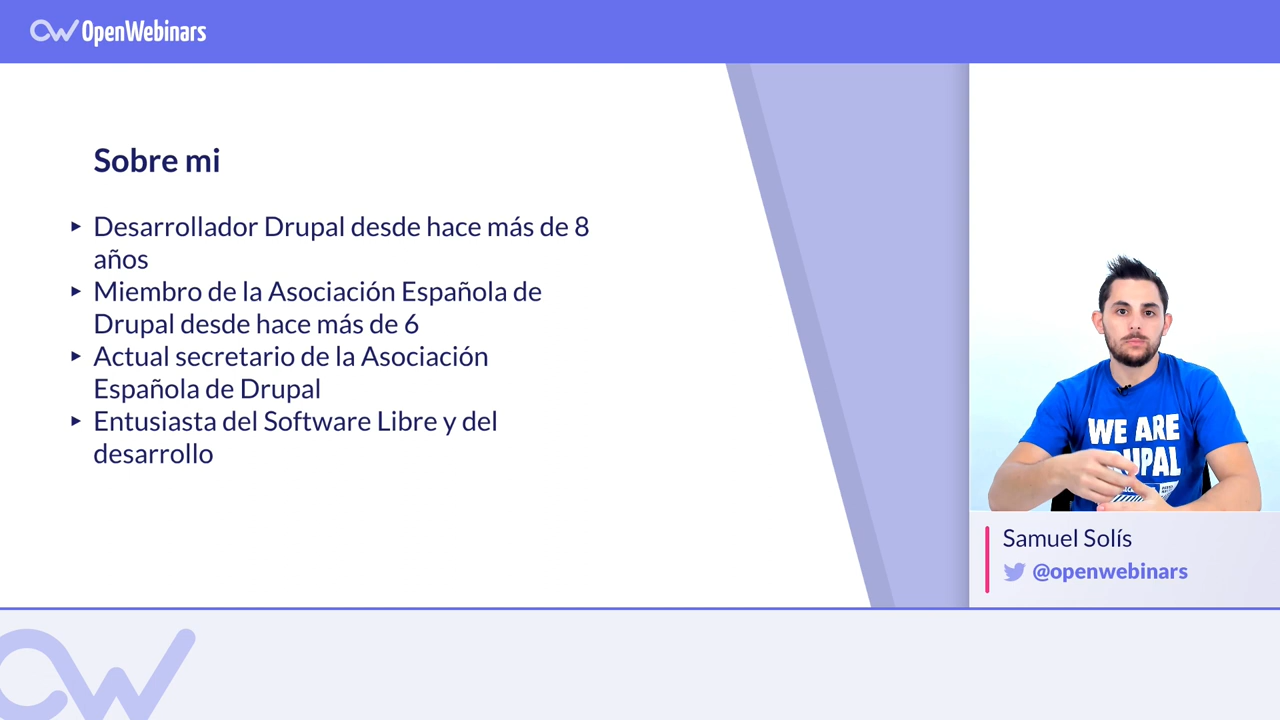 OpenWebinars
Sobre mi
▸ Desarrollador Drupal desde hace más de 8
años
▸ Miembro de la Asociación Española de
Drupal desde hace más de 6
▸ Actual secretario de la Asociación
Española de Drupal
▸ Entusiasta del Software Libre y del
desarrollo
WE ARE
DRUPAL
Samuel Solís
@openwebinars